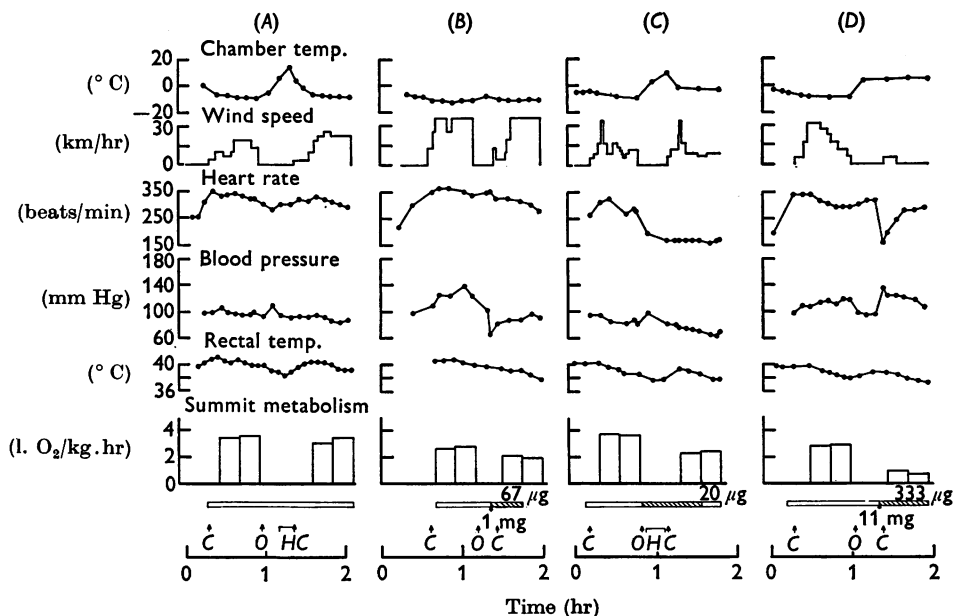 (A) (B) (C) (D)
Chamber temp.
(° C)
20
0
−20
Wind speed
(km/hr)
30
0
Heart rate
(beats/min)
350
250
150
Blood pressure
(mm Hg)
180
140
100
60
Rectal temp.
(° C)
40
36
Summit metabolism
(l. O₂/kg.hr)
4
2
0
67 µg 20 µg 333 µg
1 mg 11 mg
C O H C C O C C O H C C O C
0 1 2 0 1 2 0 1 2 0 1 2
Time (hr)